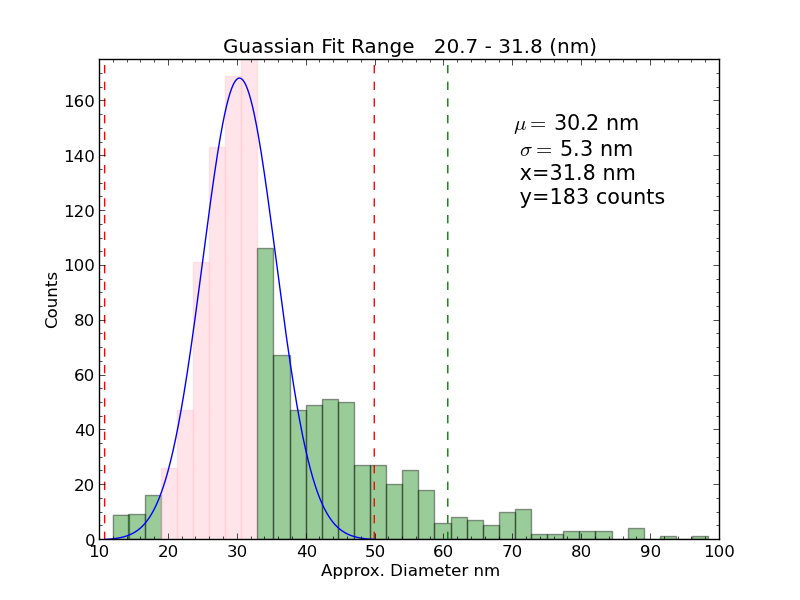 Guassian Fit Range   20.7 - 31.8 (nm)
μ = 30.2 nm
σ = 5.3 nm
x=31.8 nm
y=183 counts
Counts
160
140
120
100
80
60
40
20
0
10 20 30 40 50 60 70 80 90 100
Approx. Diameter nm